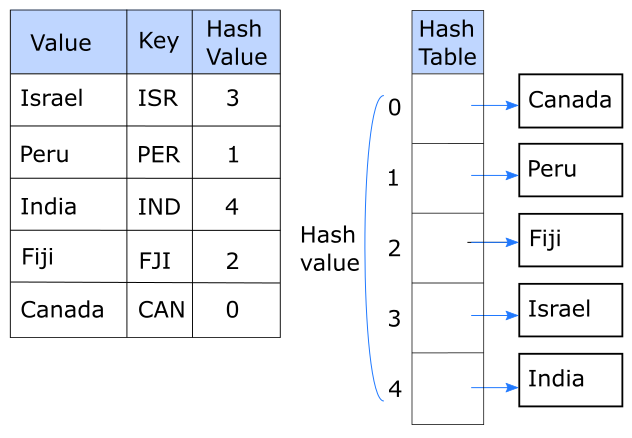 Value Key Hash Value
Israel ISR 3
Peru PER 1
India IND 4
Fiji FJI 2
Canada CAN 0
Hash
Table
Hash
value
0 Canada
1 Peru
2 Fiji
3 Israel
4 India